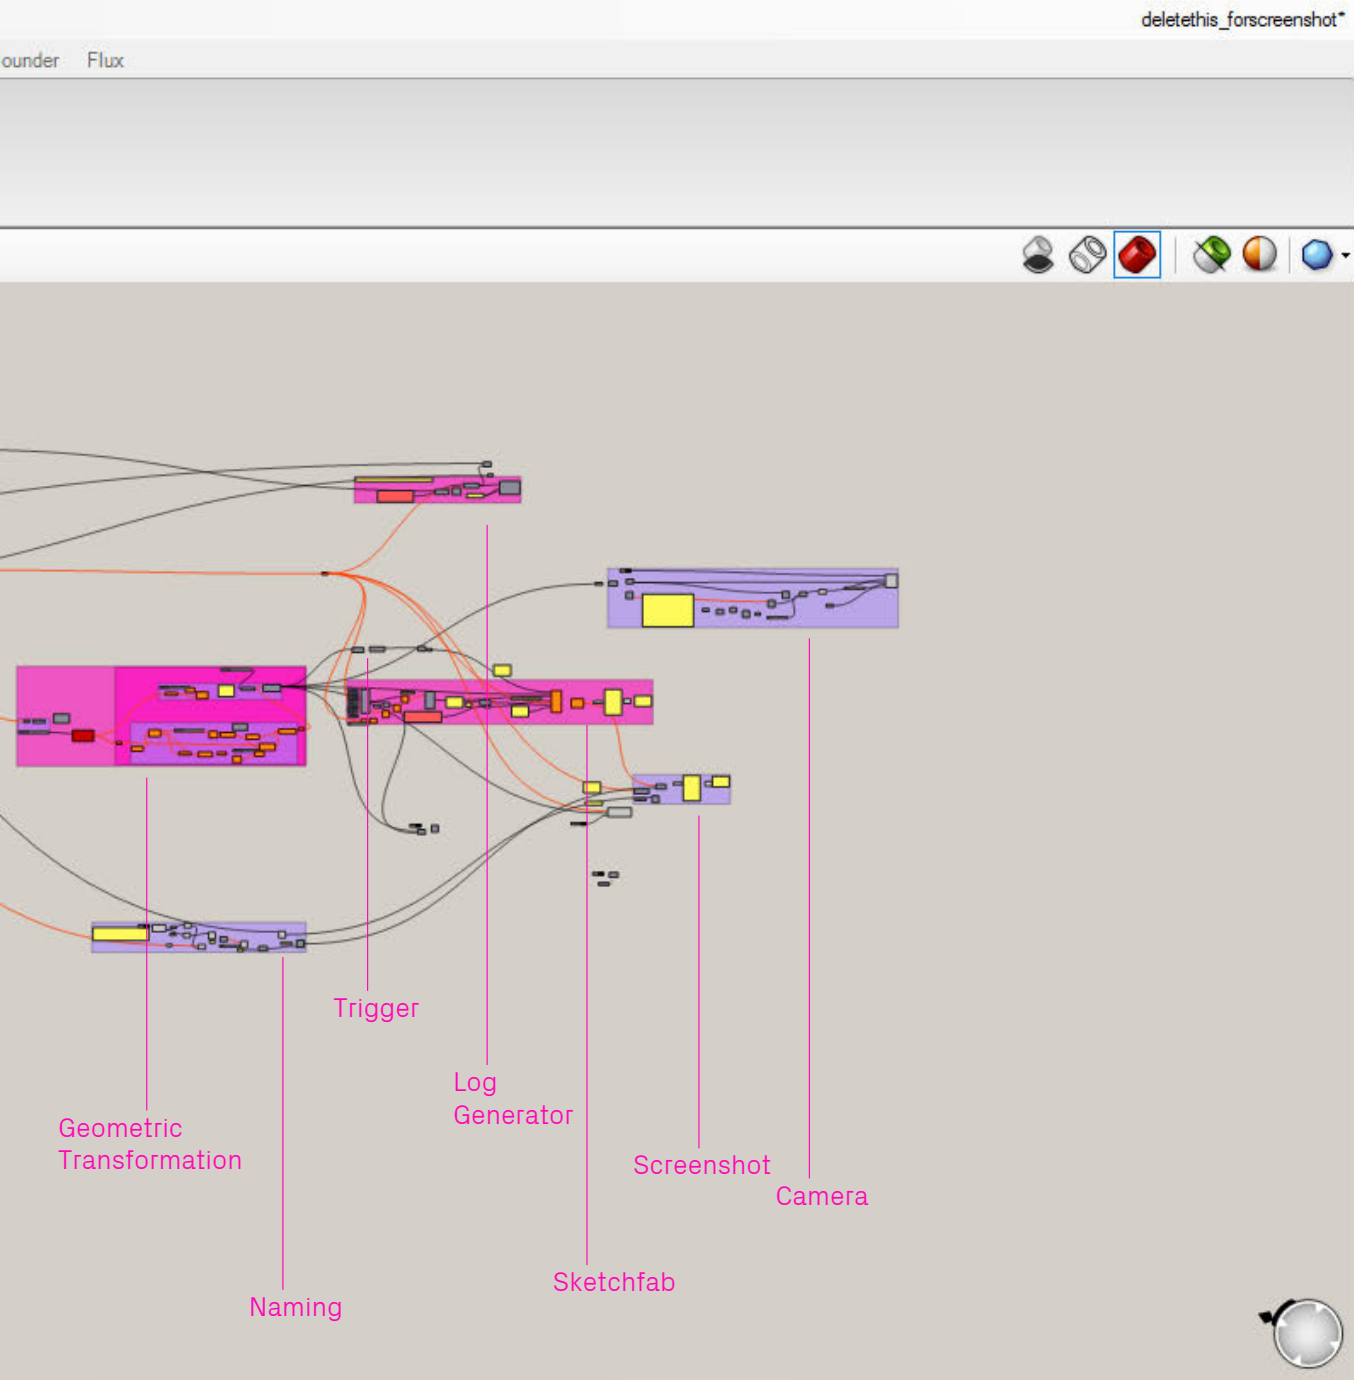 deletethis_forscreenshot*
ounder Flux
Trigger
Log
Generator
Geometric
Transformation
Screenshot
Camera
Sketchfab
Naming